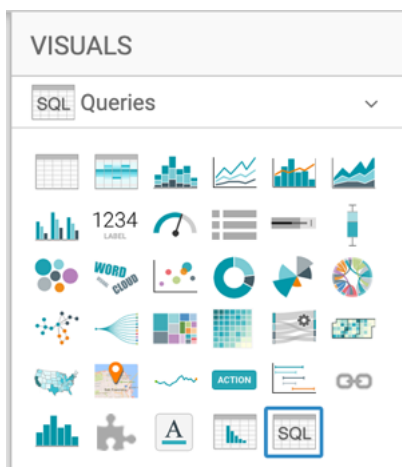 VISUALS
SQL Queries
1234
LABEL
WORD
CLOUD
ACTION
A
SQL